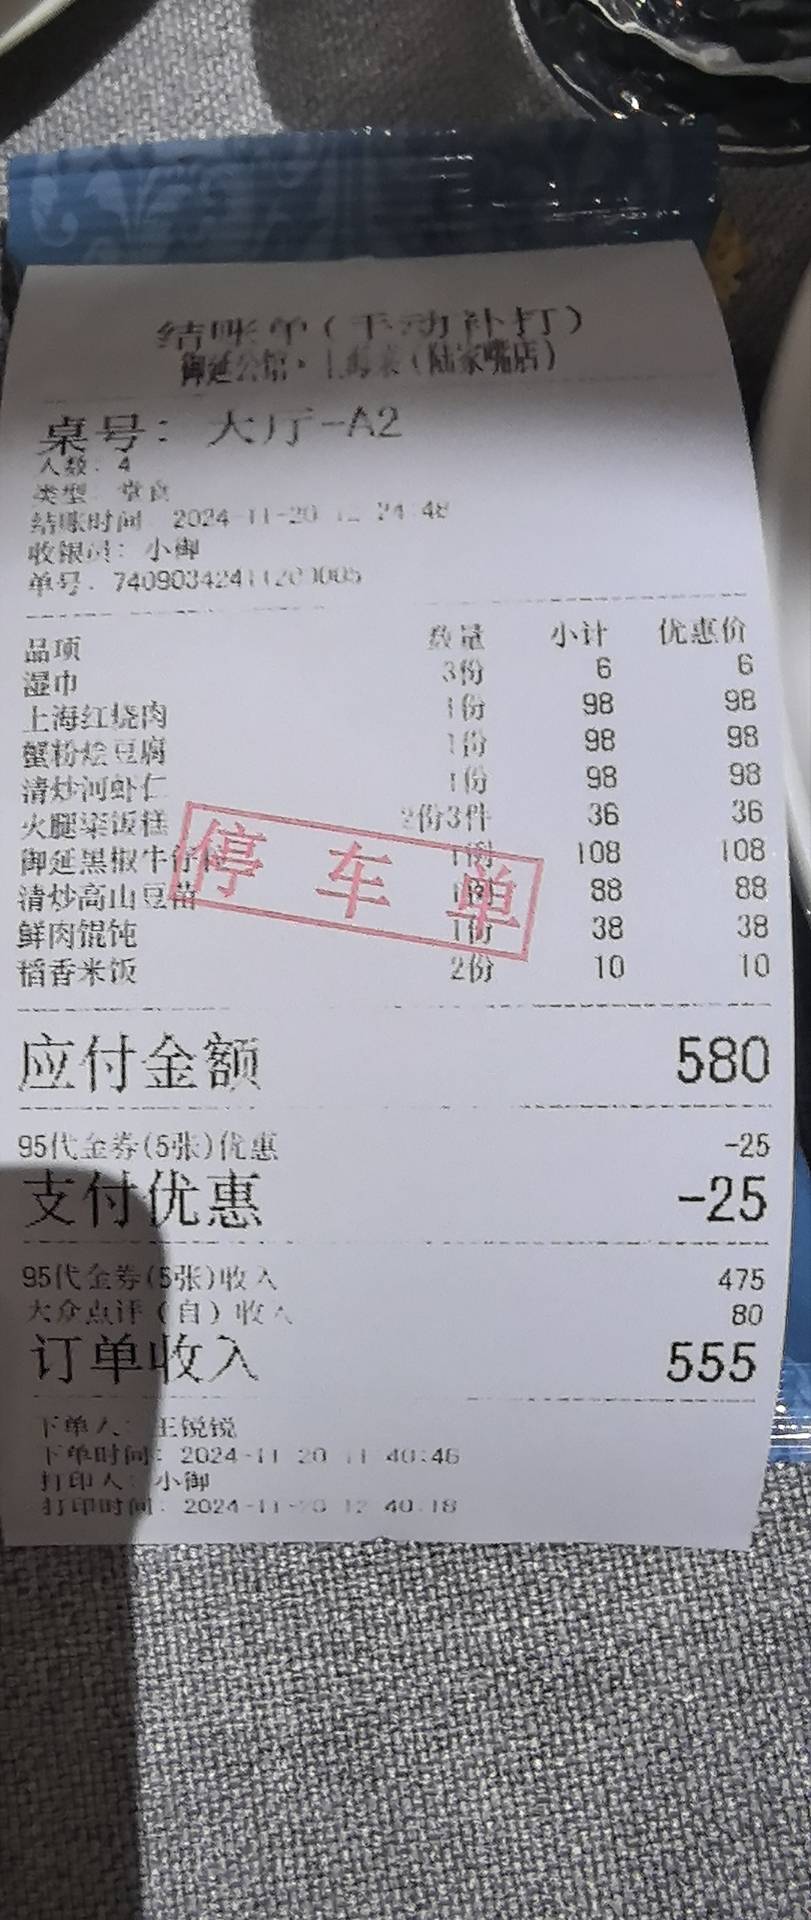 结账单(手动补打)
御延公馆·上海菜(陆家嘴店)
桌号: 大厅-A2
人数: 4
类型: 堂食
结账时间: 2024-11-20 12:24:48
收银员: 小御
单号:
品项 数量 小计 优惠价
湿巾 3份 6 6
上海红烧肉 1份 98 98
蟹粉烩豆腐 1份 98 98
清炒河虾仁 1份 98 98
火腿粢饭糕 2份3件 36 36
御延黑椒牛仔 1例 108 108
停车单
清炒高山豆苗 1例 88 88
鲜肉馄饨 1份 38 38
稻香米饭 2份 10 10
应付金额 580
95代金券(5张)优惠 -25
支付优惠 -25
95代金券(5张)收入 475
大众点评(自)收入 80
订单收入 555
下单人: 王锐锐
下单时间: 2024-11-20 11:40:46
打印人: 小御
打印时间: 2024-11-20 12:40:18